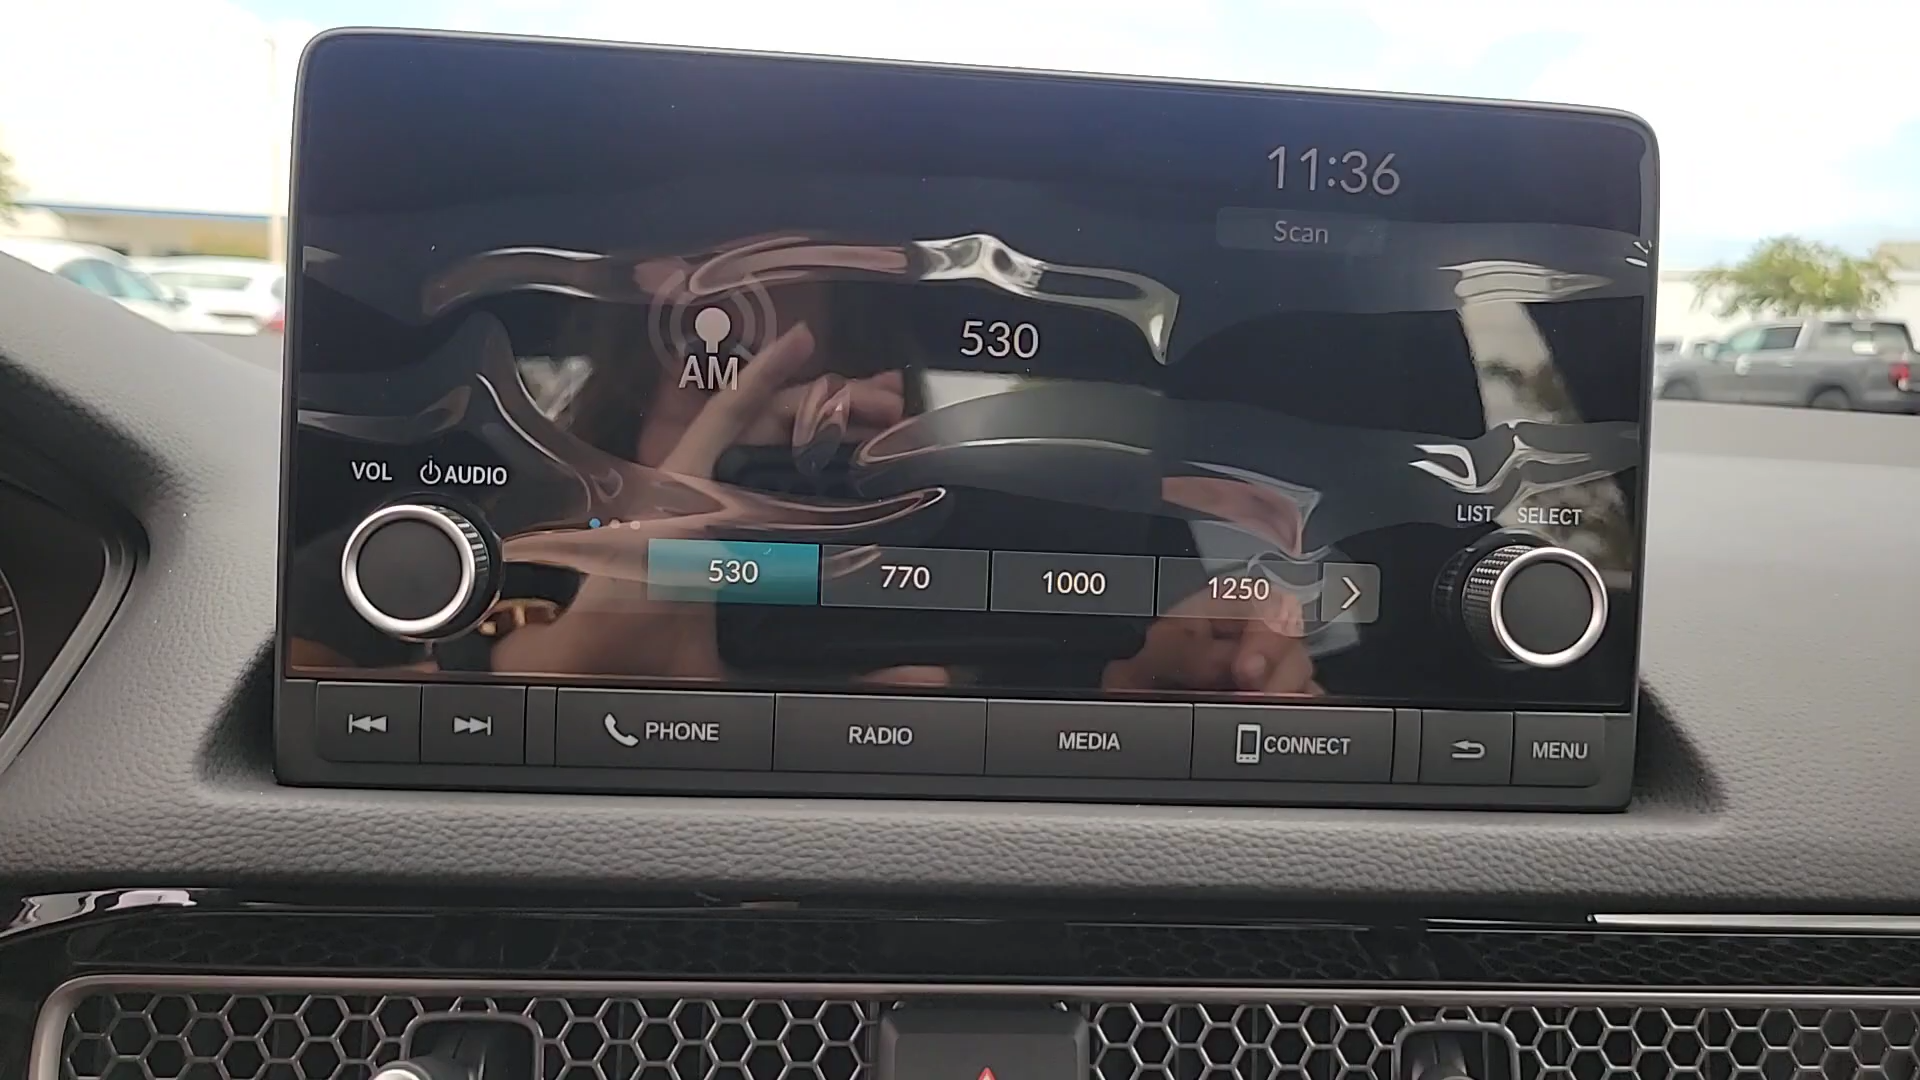 11:36
Scan
AM
530
VOL AUDIO
LIST SELECT
530 770 1000 1250
PHONE RADIO MEDIA CONNECT MENU